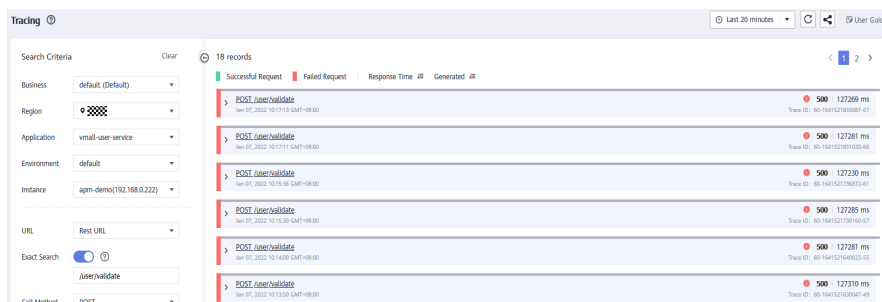 Tracing
Last 20 minutes
User Guid
Search Criteria
Clear
Business
default (Default)
Region
Application
vmall-user-service
Environment
default
Instance
apm-demo(192.168.0.222)
URL
Rest URL
Exact Search
/user/validate
Call Method
POST
18 records
1 2
Successful Request Failed Request Response Time Generated
POST /user/validate
500 127269 ms
Jan 07, 2022 10:17:13 GMT+08:00
Trace ID: 60-1641521833087-67
POST /user/validate
500 127281 ms
Jan 07, 2022 10:17:11 GMT+08:00
Trace ID: 60-1641521831030-66
POST /user/validate
500 127230 ms
Jan 07, 2022 10:15:36 GMT+08:00
Trace ID: 60-1641521736872-61
POST /user/validate
500 127285 ms
Jan 07, 2022 10:15:30 GMT+08:00
Trace ID: 60-1641521730160-57
POST /user/validate
500 127281 ms
Jan 07, 2022 10:14:00 GMT+08:00
Trace ID: 60-1641521640823-55
POST /user/validate
500 127310 ms
Jan 07, 2022 10:13:50 GMT+08:00
Trace ID: 60-1641521630047-49